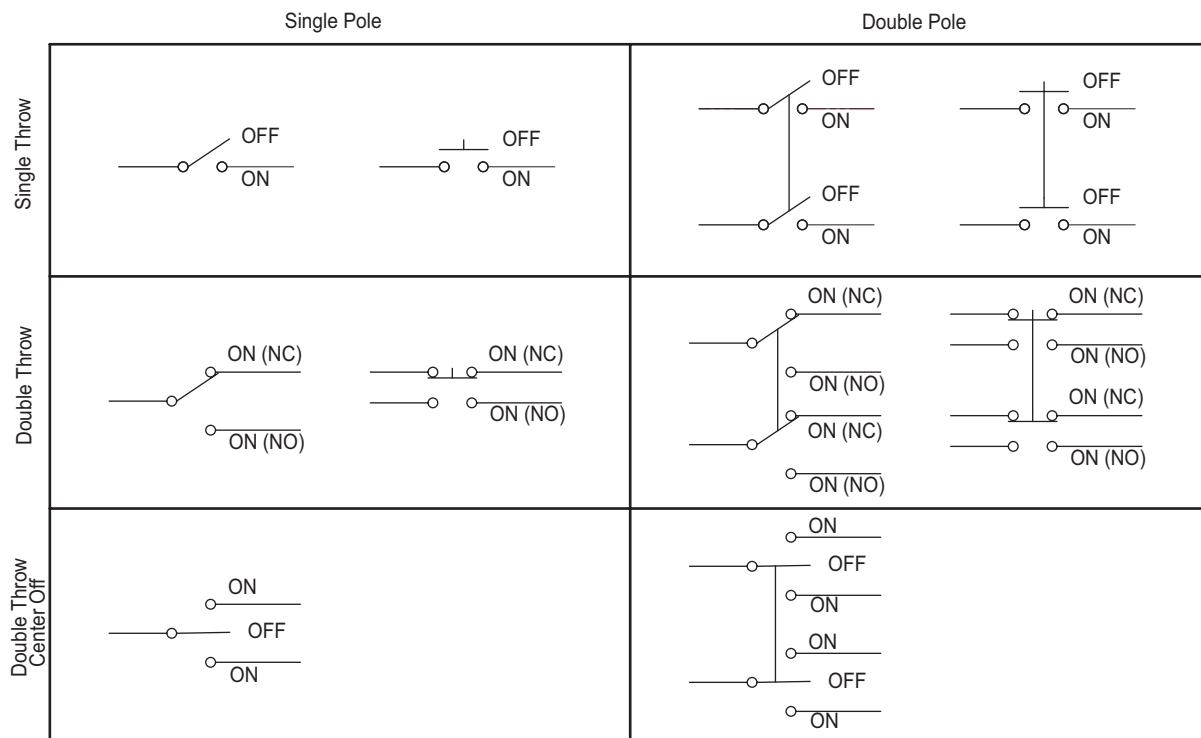 Single Pole
Double Pole
Single Throw
OFF
ON
OFF
ON
OFF
ON
OFF
ON
OFF
ON
OFF
ON
Double Throw
ON (NC)
ON (NO)
ON (NC)
ON (NO)
ON (NC)
ON (NO)
ON (NC)
ON (NO)
ON (NC)
ON (NO)
ON (NC)
ON (NO)
Double Throw
Center Off
ON
OFF
ON
ON
OFF
ON
ON
OFF
ON